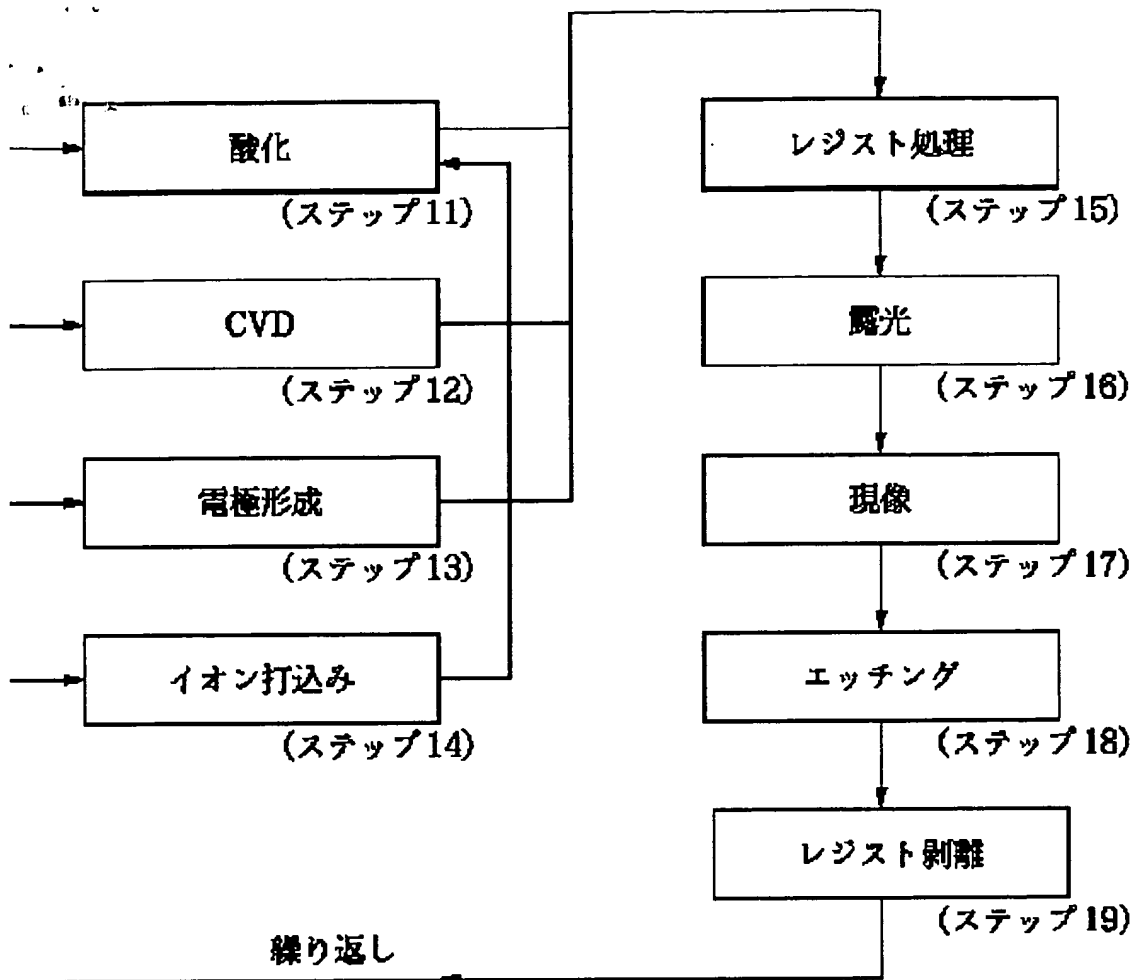 酸化
(ステップ11)
CVD
(ステップ12)
電極形成
(ステップ13)
イオン打込み
(ステップ14)
レジスト処理
(ステップ15)
露光
(ステップ16)
現像
(ステップ17)
エッチング
(ステップ18)
レジスト剥離
(ステップ19)
繰り返し